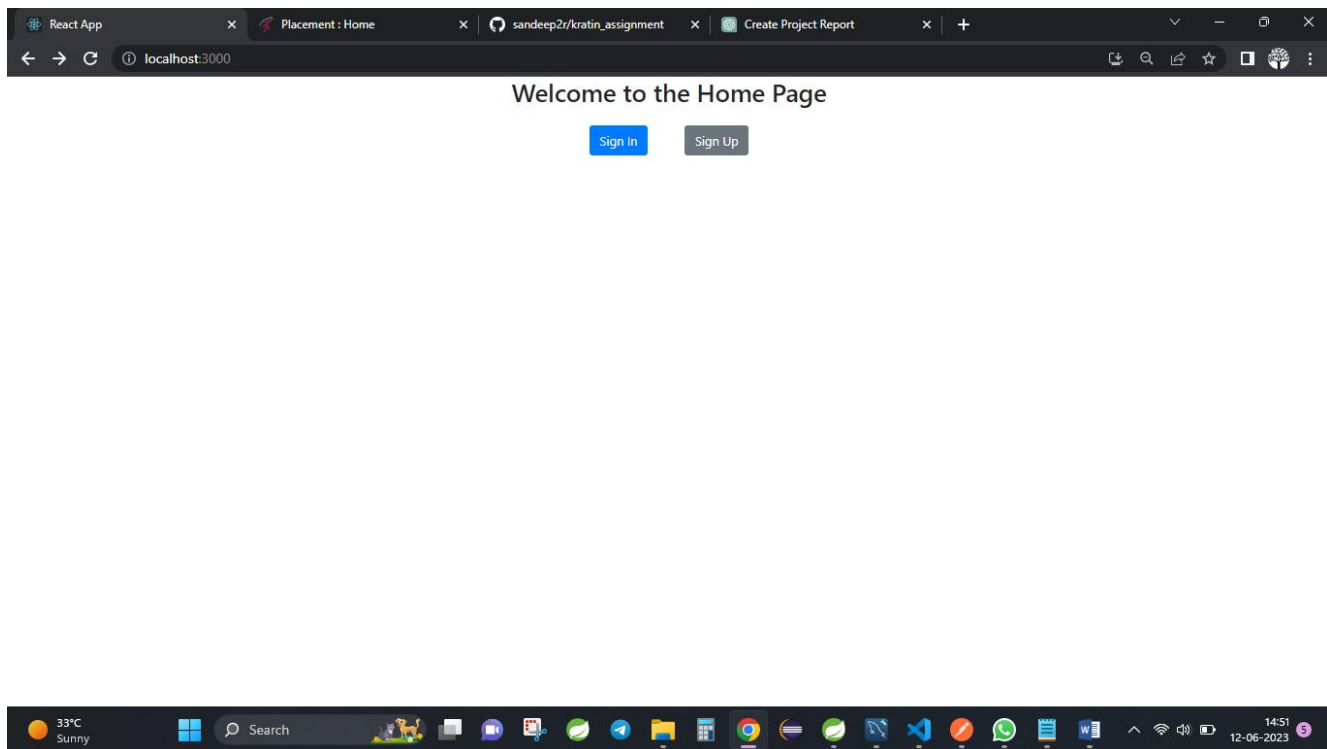 React App
Placement : Home
sandeep2r/kratin_assignment
Create Project Report
localhost:3000
Welcome to the Home Page
Sign In
Sign Up
33°C
Sunny
Search
W
14:51
12-06-2023
5